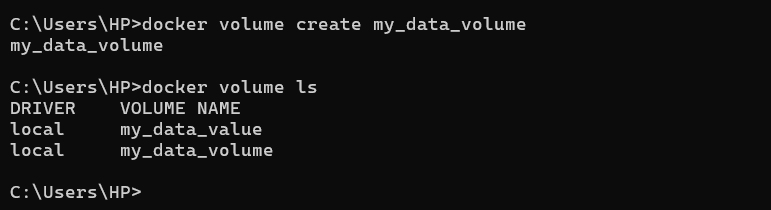 C:\Users\HP>docker volume create my_data_volume
my_data_volume
C:\Users\HP>docker volume ls
DRIVER    VOLUME NAME
local     my_data_value
local     my_data_volume
C:\Users\HP>